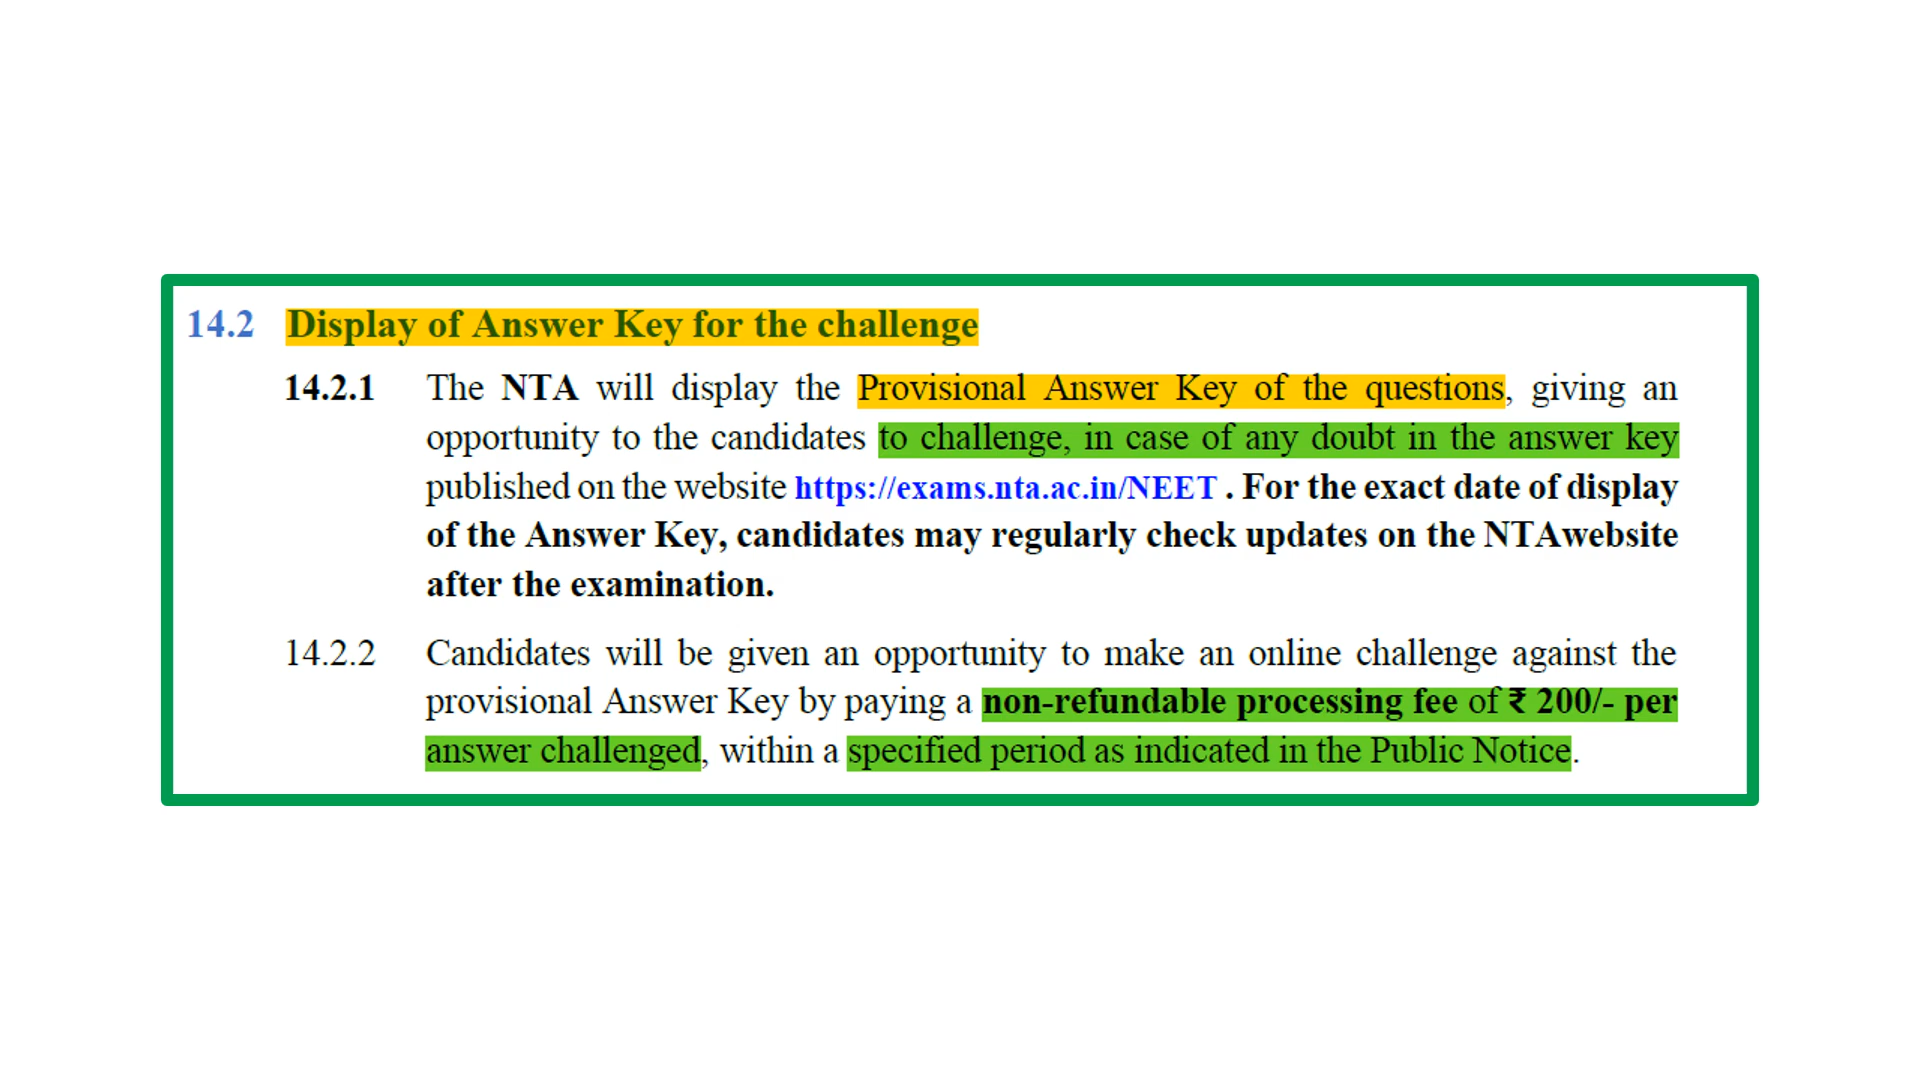 14.2 Display of Answer Key for the challenge
14.2.1 The NTA will display the Provisional Answer Key of the questions, giving an
opportunity to the candidates to challenge, in case of any doubt in the answer key
published on the website https://exams.nta.ac.in/NEET . For the exact date of display
of the Answer Key, candidates may regularly check updates on the NTAwebsite
after the examination.
14.2.2 Candidates will be given an opportunity to make an online challenge against the
provisional Answer Key by paying a non-refundable processing fee of ₹ 200/- per
answer challenged, within a specified period as indicated in the Public Notice.